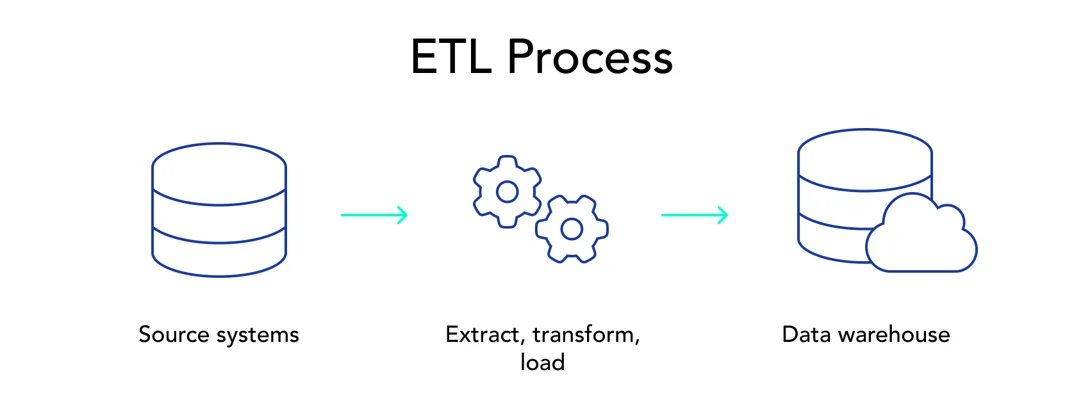 ETL Process
Source systems
Extract, transform,
load
Data warehouse